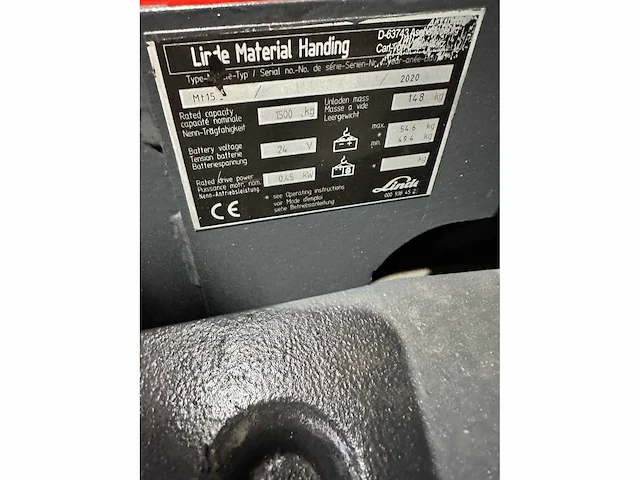 Linde Material Handing
D-63743
Carl-
/ Serial no.-No. de série-Serien-Nr.
/ 2020
Rated capacity
capacité nominale
Nenn-Tragfähigkeit
1500 kg
Unladen mass
Masse a vide
Leergewicht
148 kg
Battery voltage
Tension batterie
Batteriespannung
24 V
max. 54.6 kg
*
min. 49.4 kg
Rated drive power
Puissance motr. nom.
Nenn-Antriebsleistung
0.45 kW
* kg
CE
* see Operating instructions
voir Mode d'emploi
siehe Betriebsanleitung
Linde